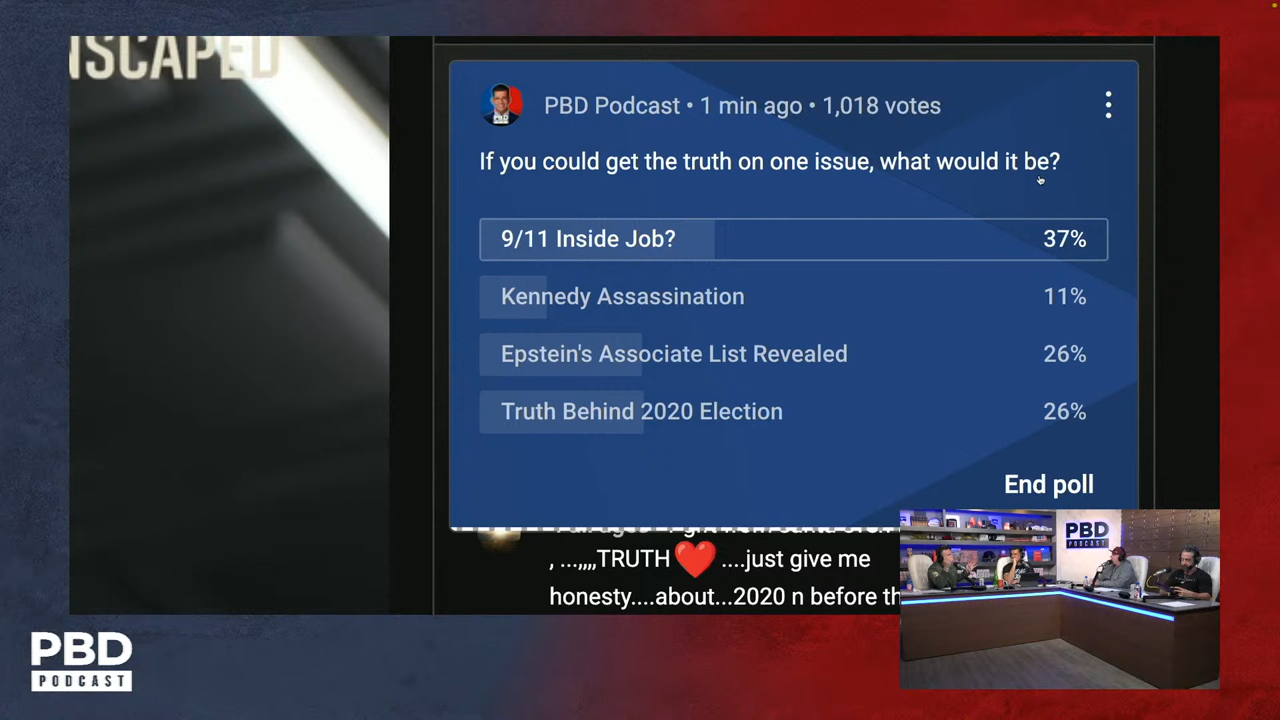 NSCAPED
PBD Podcast • 1 min ago • 1,018 votes
If you could get the truth on one issue, what would it be?
9/11 Inside Job? 37%
Kennedy Assassination 11%
Epstein's Associate List Revealed 26%
Truth Behind 2020 Election 26%
End poll
, ...,,,,TRUTH❤️....just give me
honesty....about...2020 n before th
PBD
PODCAST
PBD
PODCAST